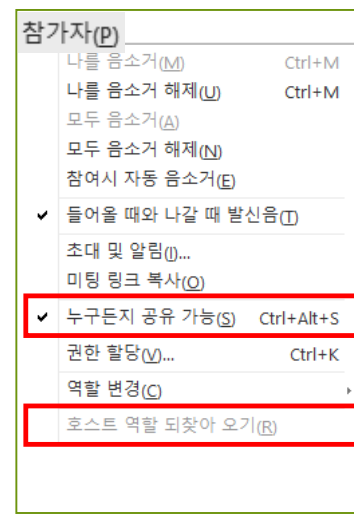 참가자(P)
나를 음소거(M) Ctrl+M
나를 음소거 해제(U) Ctrl+M
모두 음소거(A)
모두 음소거 해제(N)
참여시 자동 음소거(E)
✔ 들어올 때와 나갈 때 발신음(T)
초대 및 알림(I)...
미팅 링크 복사(O)
✔ 누구든지 공유 가능(S) Ctrl+Alt+S
권한 할당(V)... Ctrl+K
역할 변경(C)
호스트 역할 되찾아 오기(R)